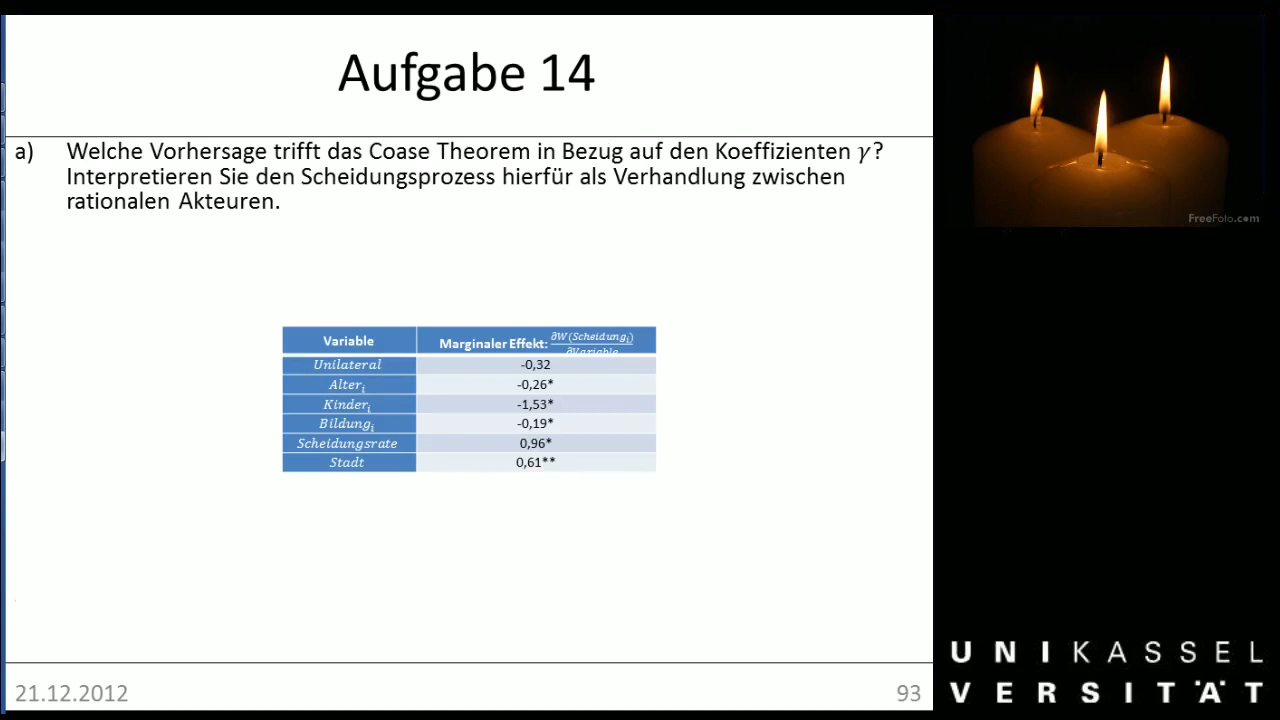 Aufgabe 14
a) Welche Vorhersage trifft das Coase Theorem in Bezug auf den Koeffizienten γ?
Interpretieren Sie den Scheidungsprozess hierfür als Verhandlung zwischen
rationalen Akteuren.
Variable Marginaler Effekt: ∂W(Scheidung_i)/∂Variable
Unilateral -0,32
Alter_i -0,26*
Kinder_i -1,53*
Bildung_i -0,19*
Scheidungsrate 0,96*
Stadt 0,61**
21.12.2012 93
FreeFoto.com
UNIKASSEL
VERSITÄT